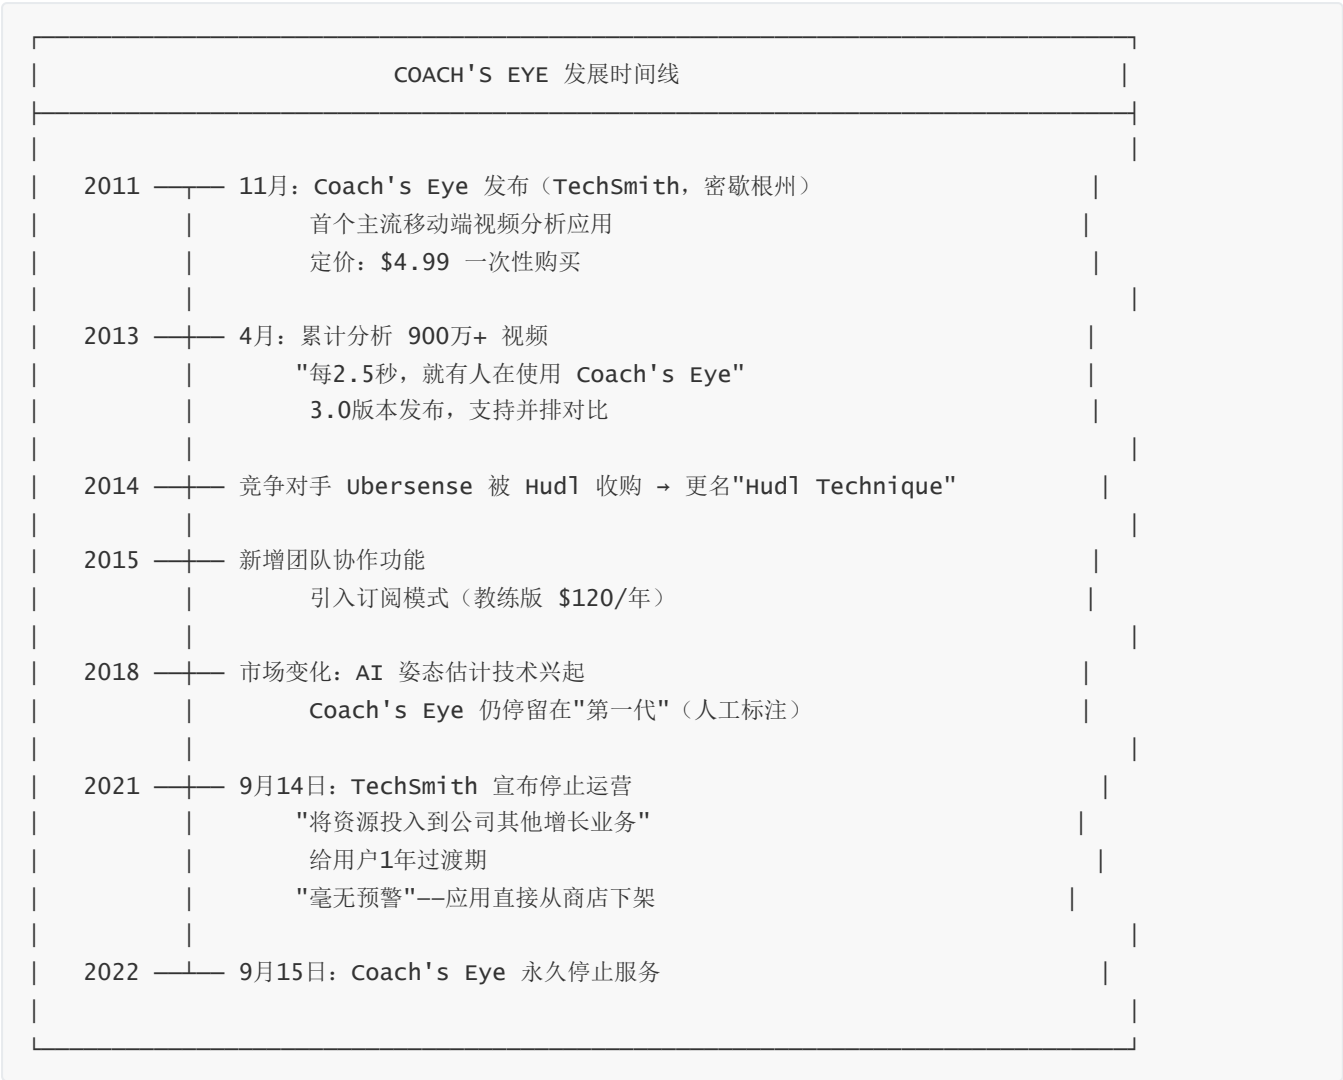 COACH'S EYE 发展时间线
2011 ──┬── 11月：Coach's Eye 发布（TechSmith，密歇根州）
首个主流移动端视频分析应用
定价：$4.99 一次性购买
2013 ──┼── 4月：累计分析 900万+ 视频
"每2.5秒，就有人在使用 Coach's Eye"
3.0版本发布，支持并排对比
2014 ──┼── 竞争对手 Ubersense 被 Hudl 收购 → 更名"Hudl Technique"
2015 ──┼── 新增团队协作功能
引入订阅模式（教练版 $120/年）
2018 ──┼── 市场变化：AI 姿态估计技术兴起
Coach's Eye 仍停留在"第一代"（人工标注）
2021 ──┼── 9月14日：TechSmith 宣布停止运营
"将资源投入到公司其他增长业务"
给用户1年过渡期
"毫无预警"——应用直接从商店下架
2022 ──┴── 9月15日：Coach's Eye 永久停止服务